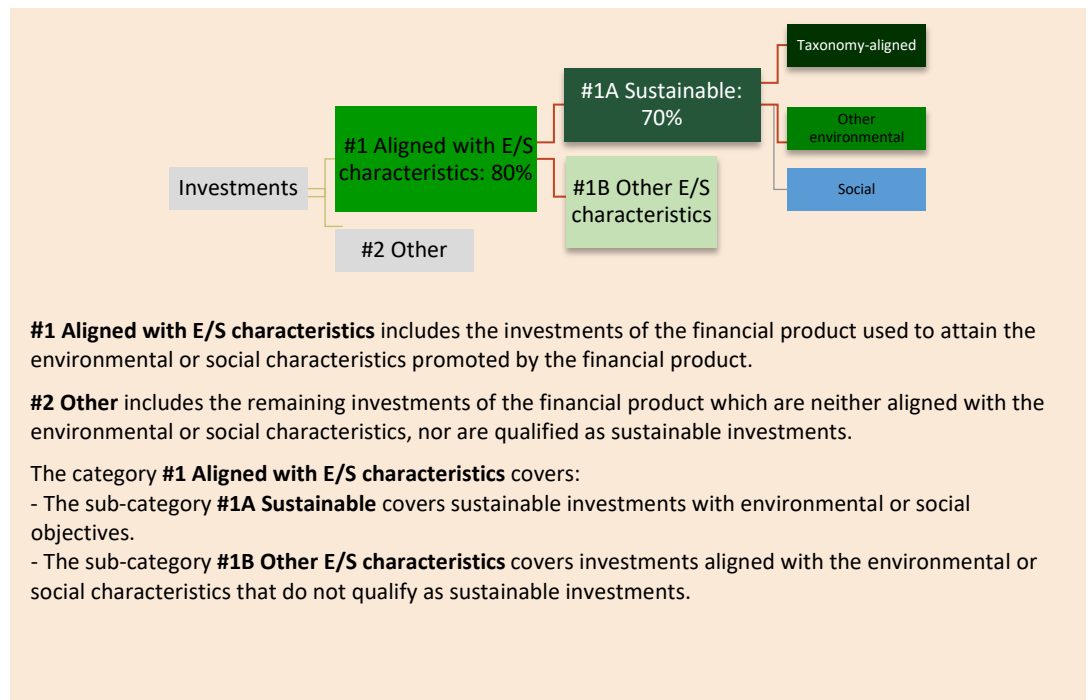 Taxonomy-aligned
#1A Sustainable:
70%
#1 Aligned with E/S
characteristics: 80%
Other
environmental
Investments
#1B Other E/S
characteristics
Social
#2 Other
#1 Aligned with E/S characteristics includes the investments of the financial product used to attain the
environmental or social characteristics promoted by the financial product.
#2 Other includes the remaining investments of the financial product which are neither aligned with the
environmental or social characteristics, nor are qualified as sustainable investments.
The category #1 Aligned with E/S characteristics covers:
- The sub-category #1A Sustainable covers sustainable investments with environmental or social
objectives.
- The sub-category #1B Other E/S characteristics covers investments aligned with the environmental or
social characteristics that do not qualify as sustainable investments.